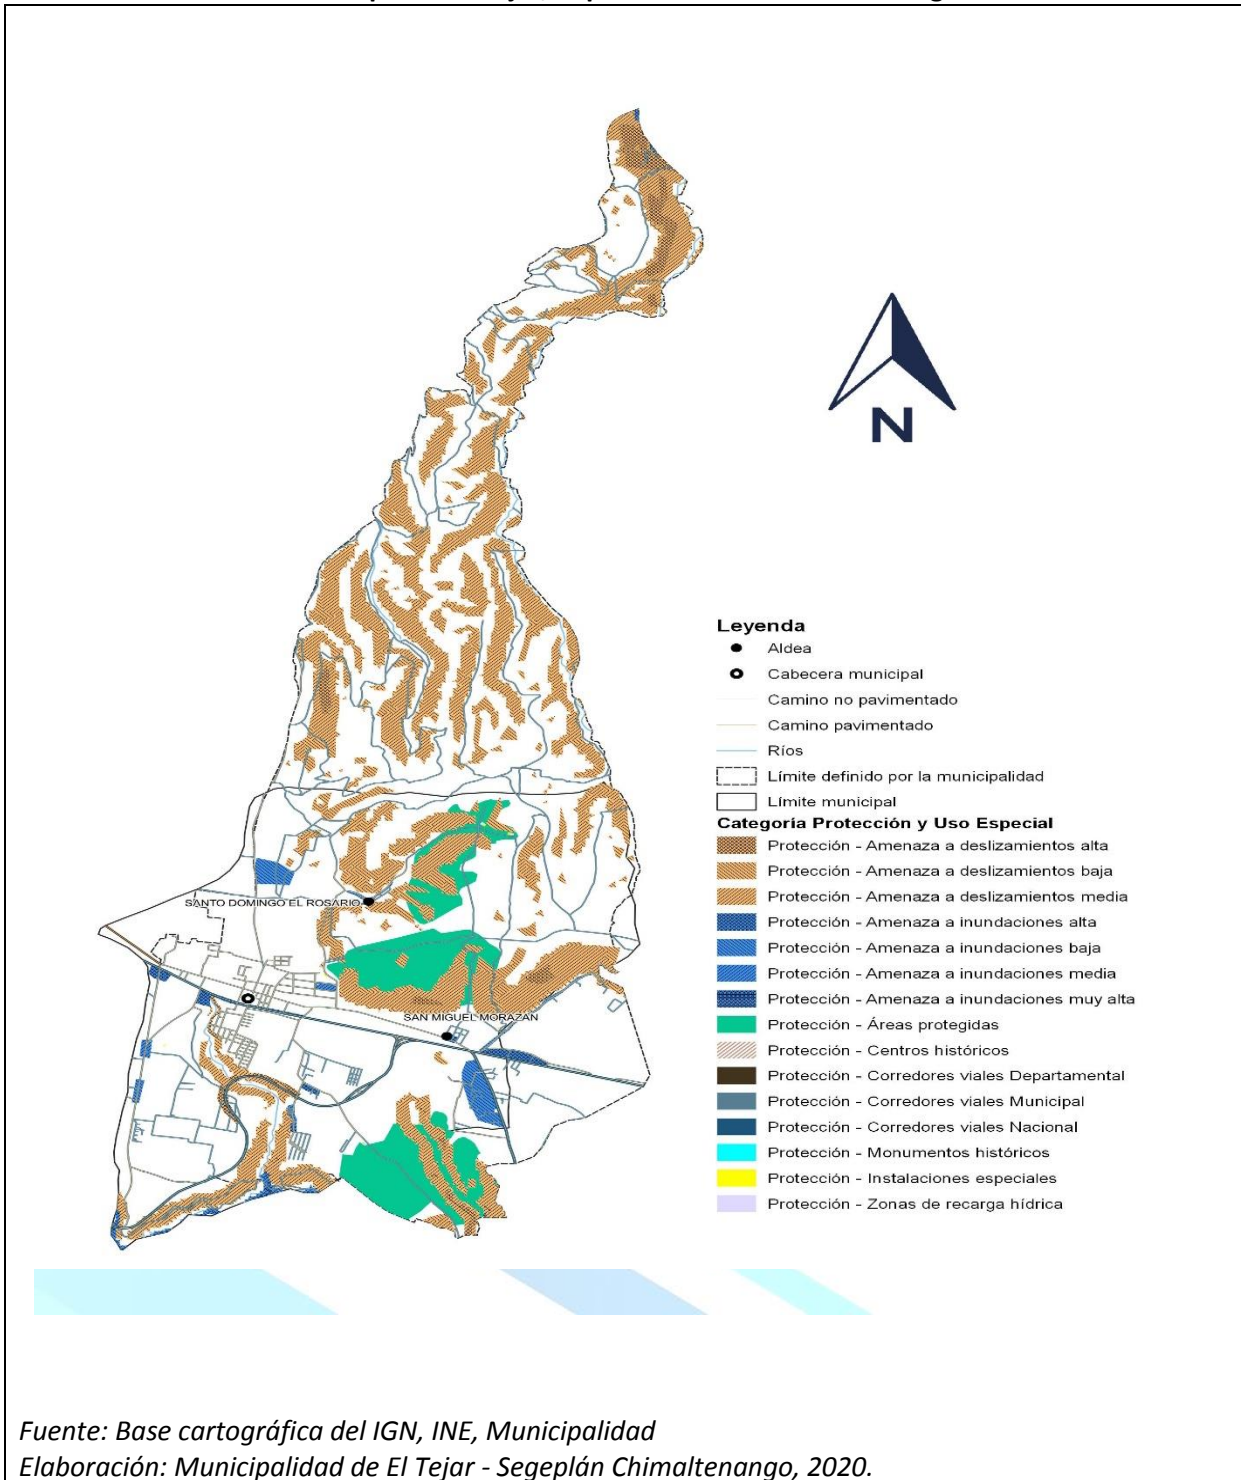 N
Leyenda
Aldea
Cabecera municipal
Camino no pavimentado
Camino pavimentado
Ríos
Límite definido por la municipalidad
Límite municipal
Categoría Protección y Uso Especial
Protección - Amenaza a deslizamientos alta
Protección - Amenaza a deslizamientos baja
Protección - Amenaza a deslizamientos media
Protección - Amenaza a inundaciones alta
Protección - Amenaza a inundaciones baja
Protección - Amenaza a inundaciones media
Protección - Amenaza a inundaciones muy alta
Protección - Áreas protegidas
Protección - Centros históricos
Protección - Corredores viales Departamental
Protección - Corredores viales Municipal
Protección - Corredores viales Nacional
Protección - Monumentos históricos
Protección - Instalaciones especiales
Protección - Zonas de recarga hídrica
SANTO DOMINGO EL ROSARIO
SAN MIGUEL MORAZÁN
Fuente: Base cartográfica del IGN, INE, Municipalidad
Elaboración: Municipalidad de El Tejar - Segeplán Chimaltenango, 2020.